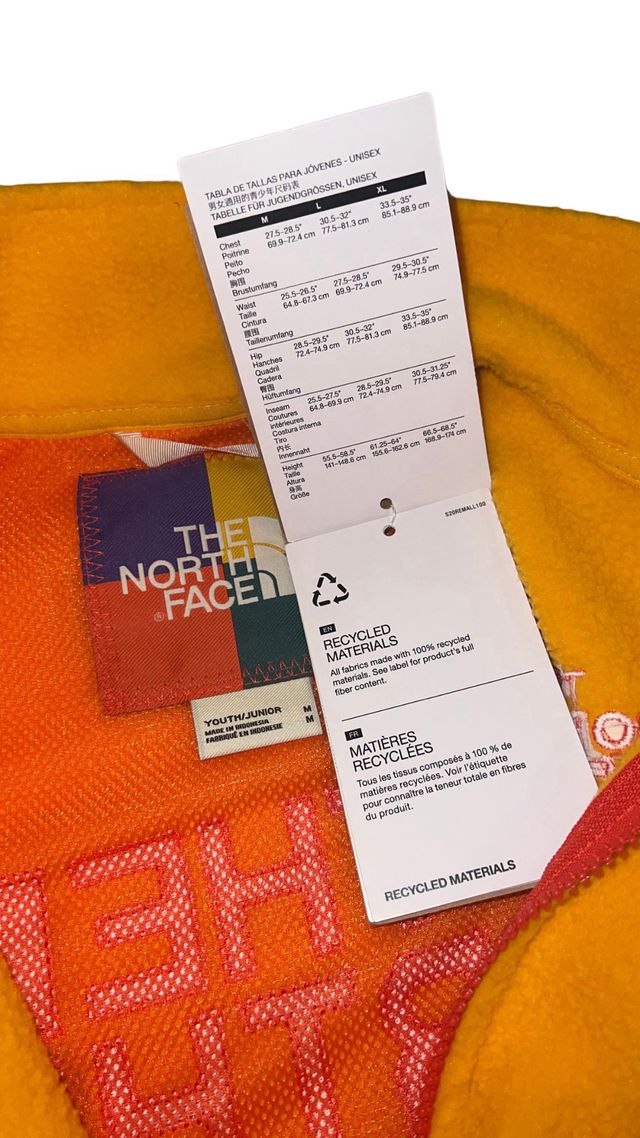 TABLA DE TALLAS PARA JÓVENES - UNISEX
男女通用的青少年尺码表
TABELLE FÜR JUGENDGRÖSSEN, UNISEX
M L XL
Chest 27.5–28.5" 30.5–32" 33.5–35"
Poitrine 69.9–72.4 cm 77.5–81.3 cm 85.1–88.9 cm
Peito
Pecho
胸围
Brustumfang
Waist 25.5–26.5" 27.5–28.5" 29.5–30.5"
Taille 64.8–67.3 cm 69.9–72.4 cm 74.9–77.5 cm
Cintura
腰围
Taillenumfang
Hip 28.5–29.5" 30.5–32" 33.5–35"
Hanches 72.4–74.9 cm 77.5–81.3 cm 85.1–88.9 cm
Quadril
Cadera
臀围
Hüftumfang
Inseam 25.5–27.5" 28.5–29.5" 30.5–31.25"
Coutures 64.8–69.9 cm 72.4–74.9 cm 77.5–79.4 cm
intérieures
Costura interna
Tiro
内长
Innennaht
Height 55.5–58.5" 61.25–64" 66.5–68.5"
Taille 141–148.6 cm 155.6–162.6 cm 168.9–174 cm
Altura
身高
Größe
S20REMALL100
THE
NORTH
FACE
®
EN
RECYCLED
MATERIALS
All fabrics made with 100% recycled
materials. See label for product's full
fiber content.
YOUTH/JUNIOR M
MADE IN INDONESIA M
FABRIQUÉ EN INDONÉSIE
FR
MATIÈRES
RECYCLÉES
Tous les tissus composés à 100 % de
matières recyclées. Voir l'étiquette
pour connaître la teneur totale en fibres
du produit.
RECYCLED MATERIALS
HE
TH